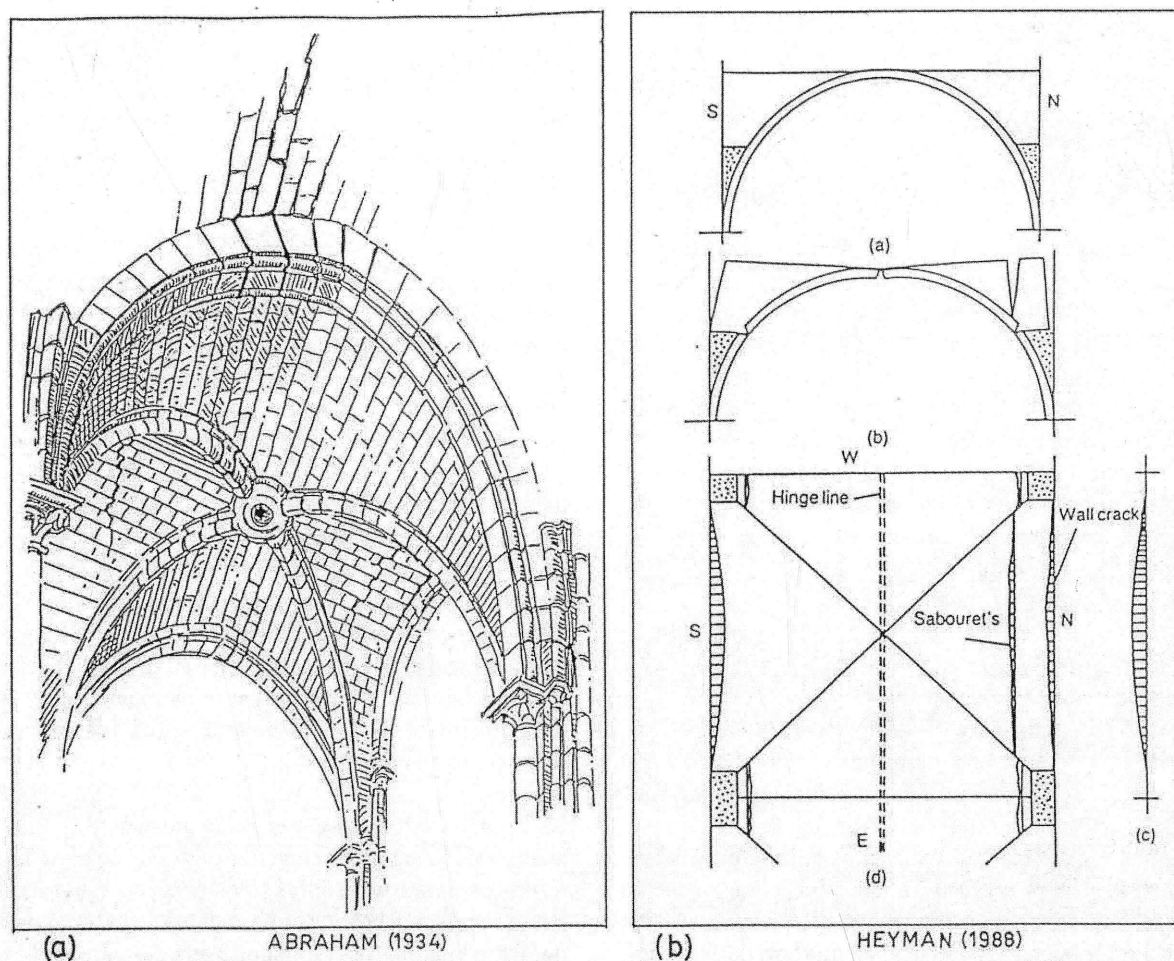 S
N
(a)
(b)
W
Hinge line
Wall crack
Sabouret's
S
N
E
(c)
(d)
(a)
ABRAHAM (1934)
(b)
HEYMAN (1988)